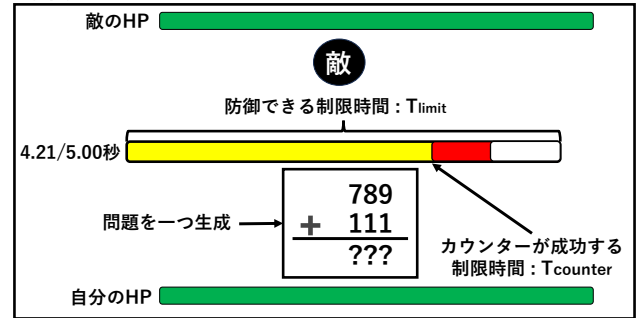 敵のHP
敵
防御できる制限時間：Tlimit
4.21/5.00秒
789
問題を一つ生成
+ 111
???
カウンターが成功する
制限時間：Tcounter
自分のHP